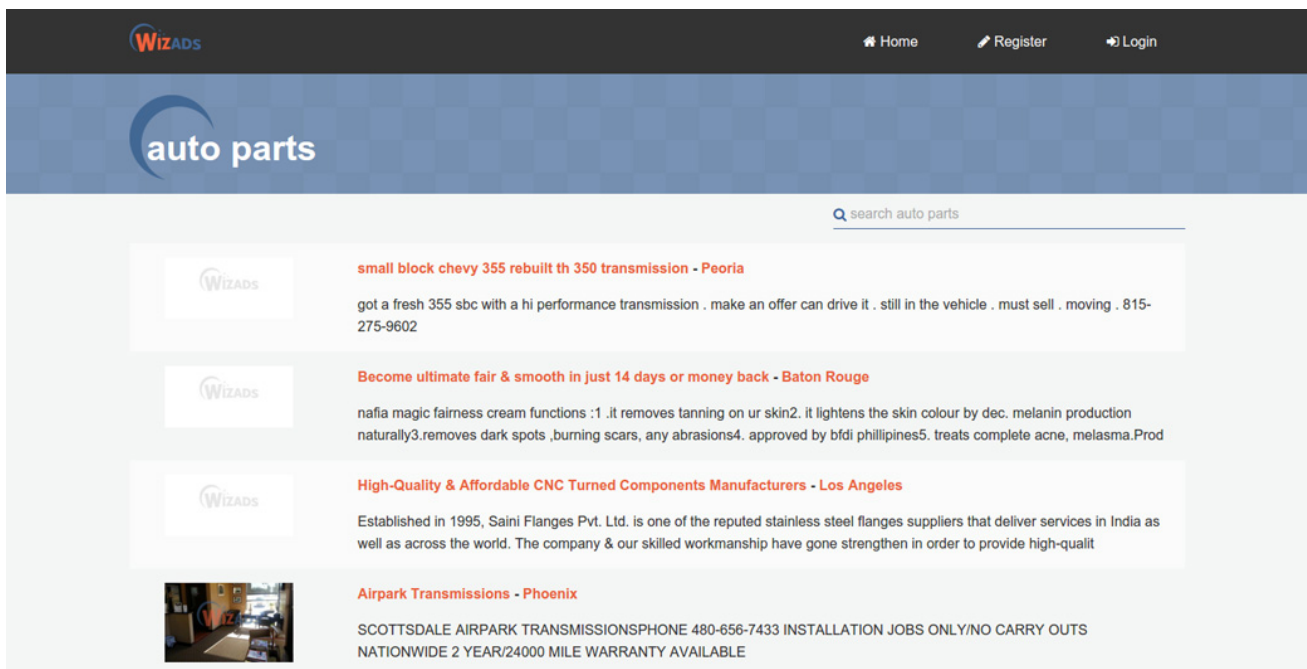 WIZADS
Home
Register
Login
auto parts
search auto parts
WIZADS
small block chevy 355 rebuilt th 350 transmission - Peoria
got a fresh 355 sbc with a hi performance transmission . make an offer can drive it . still in the vehicle . must sell . moving . 815-
275-9602
WIZADS
Become ultimate fair & smooth in just 14 days or money back - Baton Rouge
nafia magic fairness cream functions :1 .it removes tanning on ur skin2. it lightens the skin colour by dec. melanin production
naturally3.removes dark spots ,burning scars, any abrasions4. approved by bfdi phillipines5. treats complete acne, melasma.Prod
WIZADS
High-Quality & Affordable CNC Turned Components Manufacturers - Los Angeles
Established in 1995, Saini Flanges Pvt. Ltd. is one of the reputed stainless steel flanges suppliers that deliver services in India as
well as across the world. The company & our skilled workmanship have gone strengthen in order to provide high-qualit
WIZADS
Airpark Transmissions - Phoenix
SCOTTSDALE AIRPARK TRANSMISSIONSPHONE 480-656-7433 INSTALLATION JOBS ONLY/NO CARRY OUTS
NATIONWIDE 2 YEAR/24000 MILE WARRANTY AVAILABLE